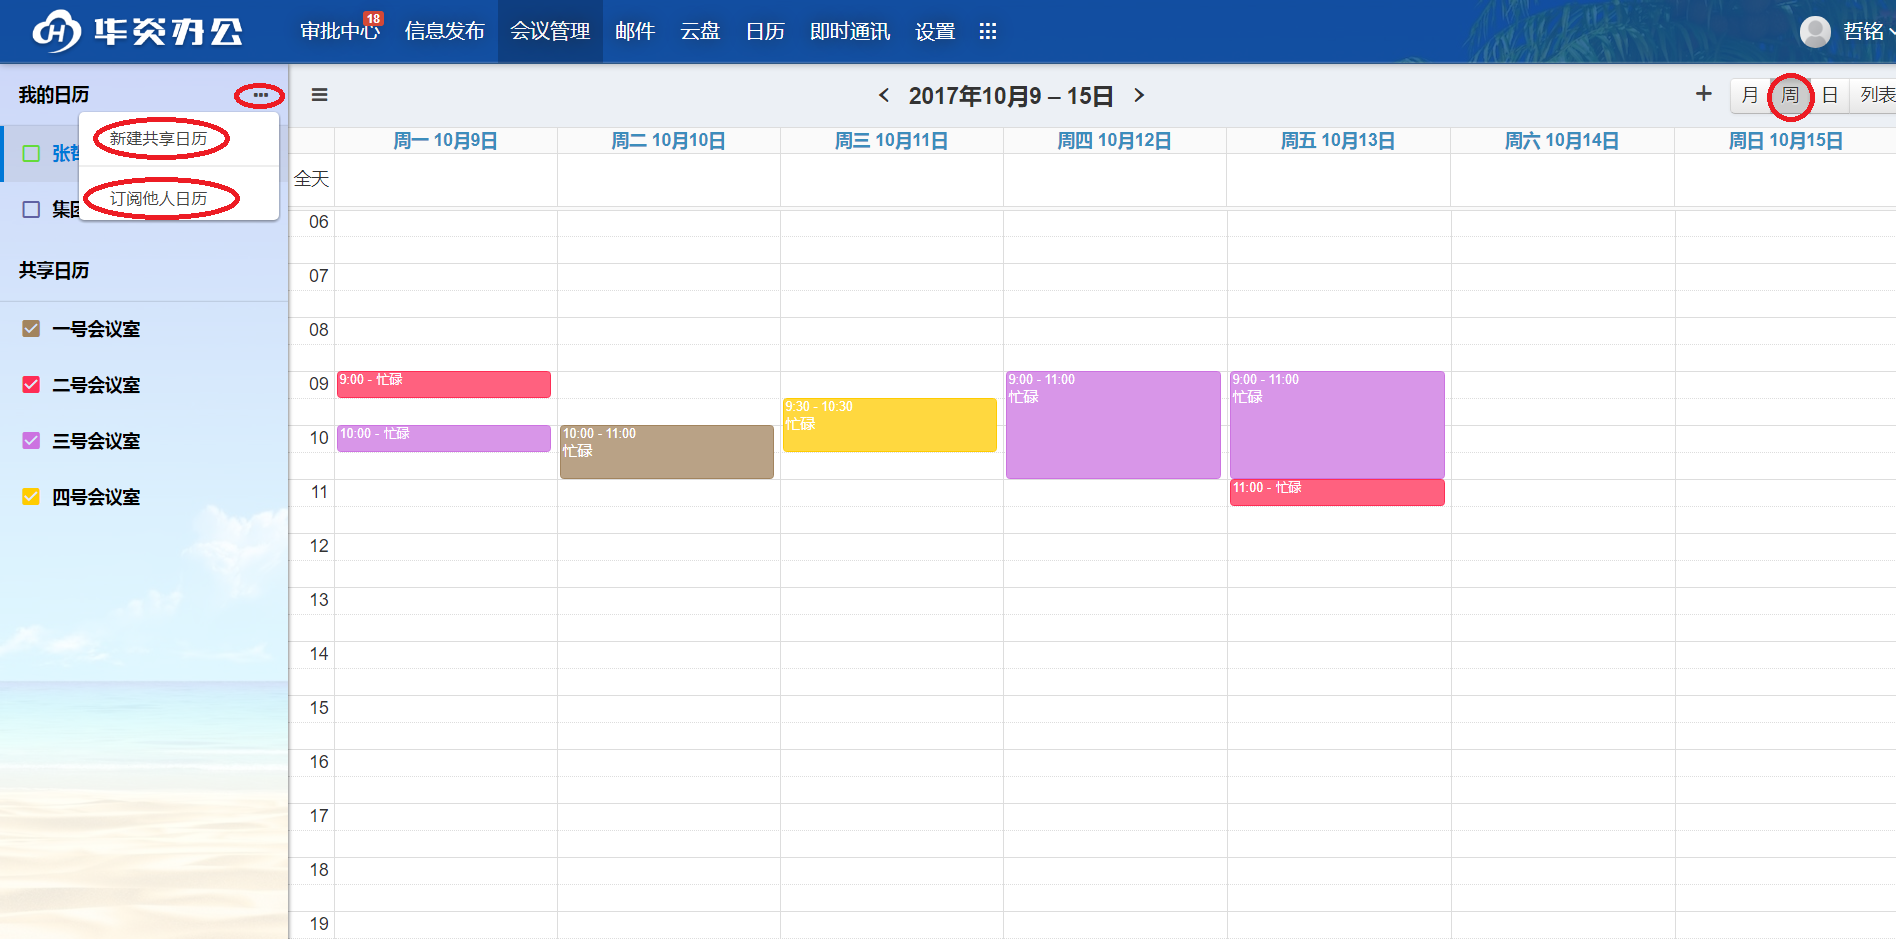 华炎办公 审批中心 18 信息发布 会议管理 邮件 云盘 日历 即时通讯 设置 哲铭
我的日历
新建共享日历
订阅他人日历
集团
共享日历
一号会议室
二号会议室
三号会议室
四号会议室
2017年10月9 – 15日
月 周 日 列表
周一 10月9日 周二 10月10日 周三 10月11日 周四 10月12日 周五 10月13日 周六 10月14日 周日 10月15日
全天
06
07
08
09
10
11
12
13
14
15
16
17
18
19
9:00 - 忙碌
10:00 - 忙碌
10:00 - 11:00
忙碌
9:30 - 10:30
忙碌
9:00 - 11:00
忙碌
9:00 - 11:00
忙碌
11:00 - 忙碌